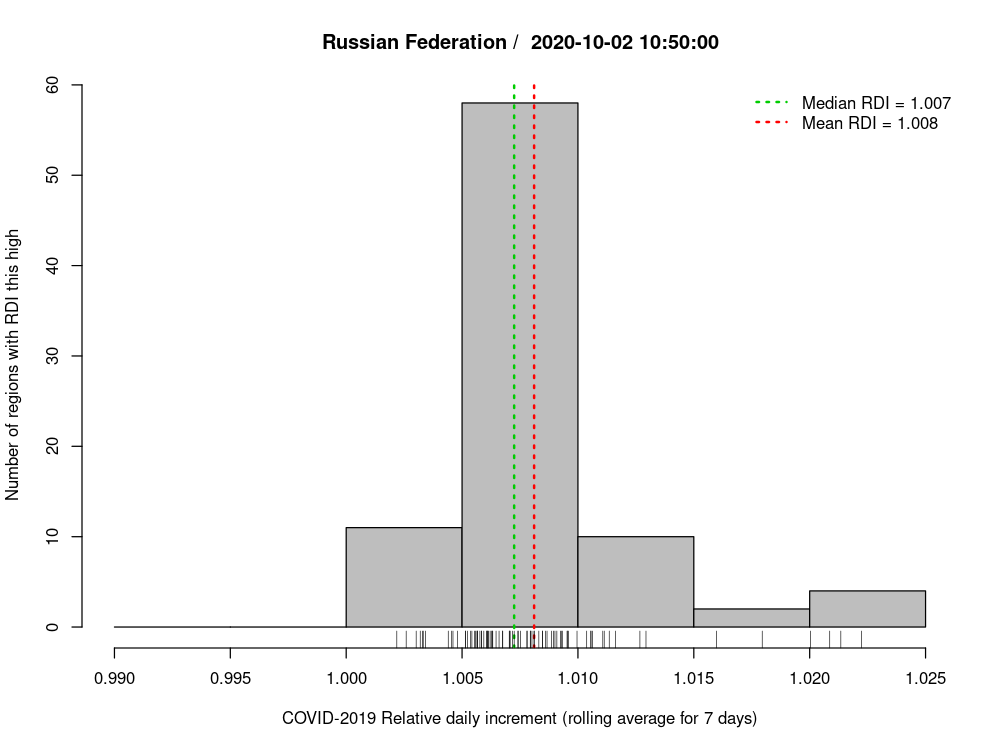 Russian Federation /  2020-10-02 10:50:00
Median RDI = 1.007
Mean RDI = 1.008
Number of regions with RDI this high
60
50
40
30
20
10
0
0.990 0.995 1.000 1.005 1.010 1.015 1.020 1.025
COVID-2019 Relative daily increment (rolling average for 7 days)